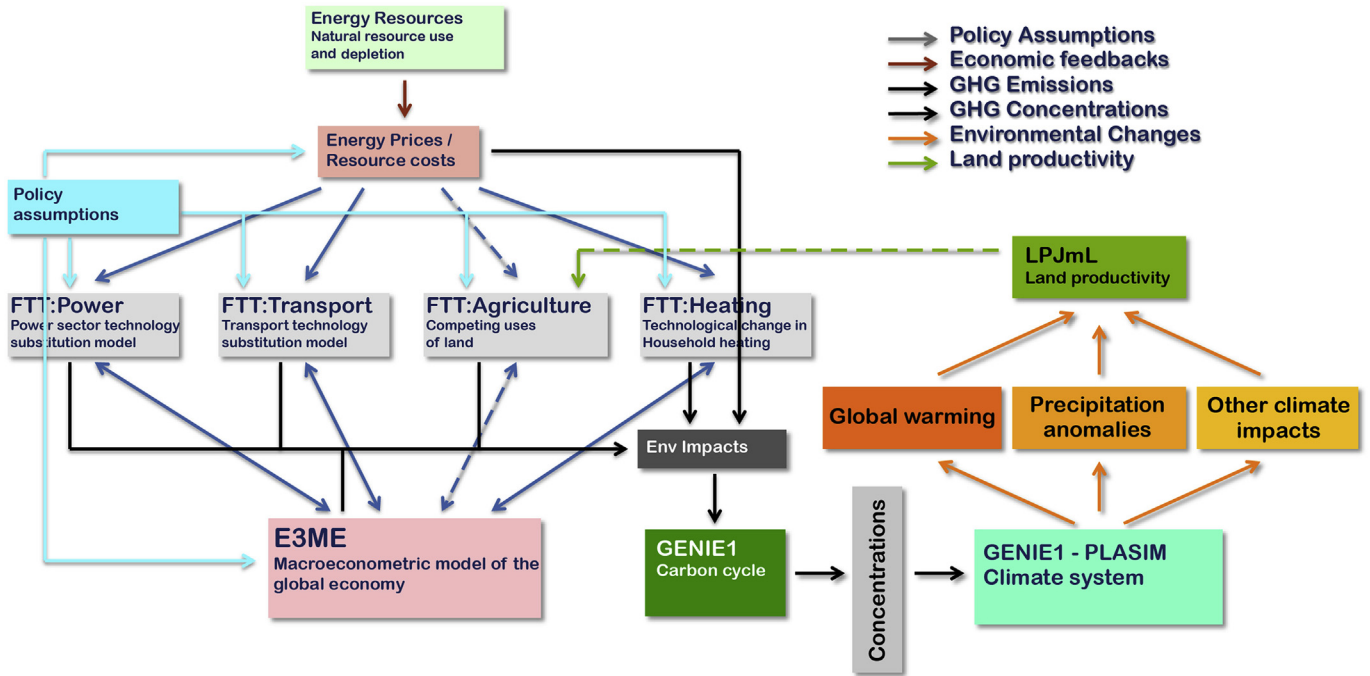 Energy Resources
Natural resource use
and depletion
Policy Assumptions
Economic feedbacks
GHG Emissions
GHG Concentrations
Environmental Changes
Land productivity
Energy Prices /
Resource costs
Policy
assumptions
LPJmL
Land productivity
FTT:Power
Power sector technology
substitution model
FTT:Transport
Transport technology
substitution model
FTT:Agriculture
Competing uses
of land
FTT:Heating
Technological change in
Household heating
Global warming
Precipitation
anomalies
Other climate
impacts
Env Impacts
E3ME
Macroeconometric model of the
global economy
GENIE1
Carbon cycle
Concentrations
GENIE1 - PLASIM
Climate system